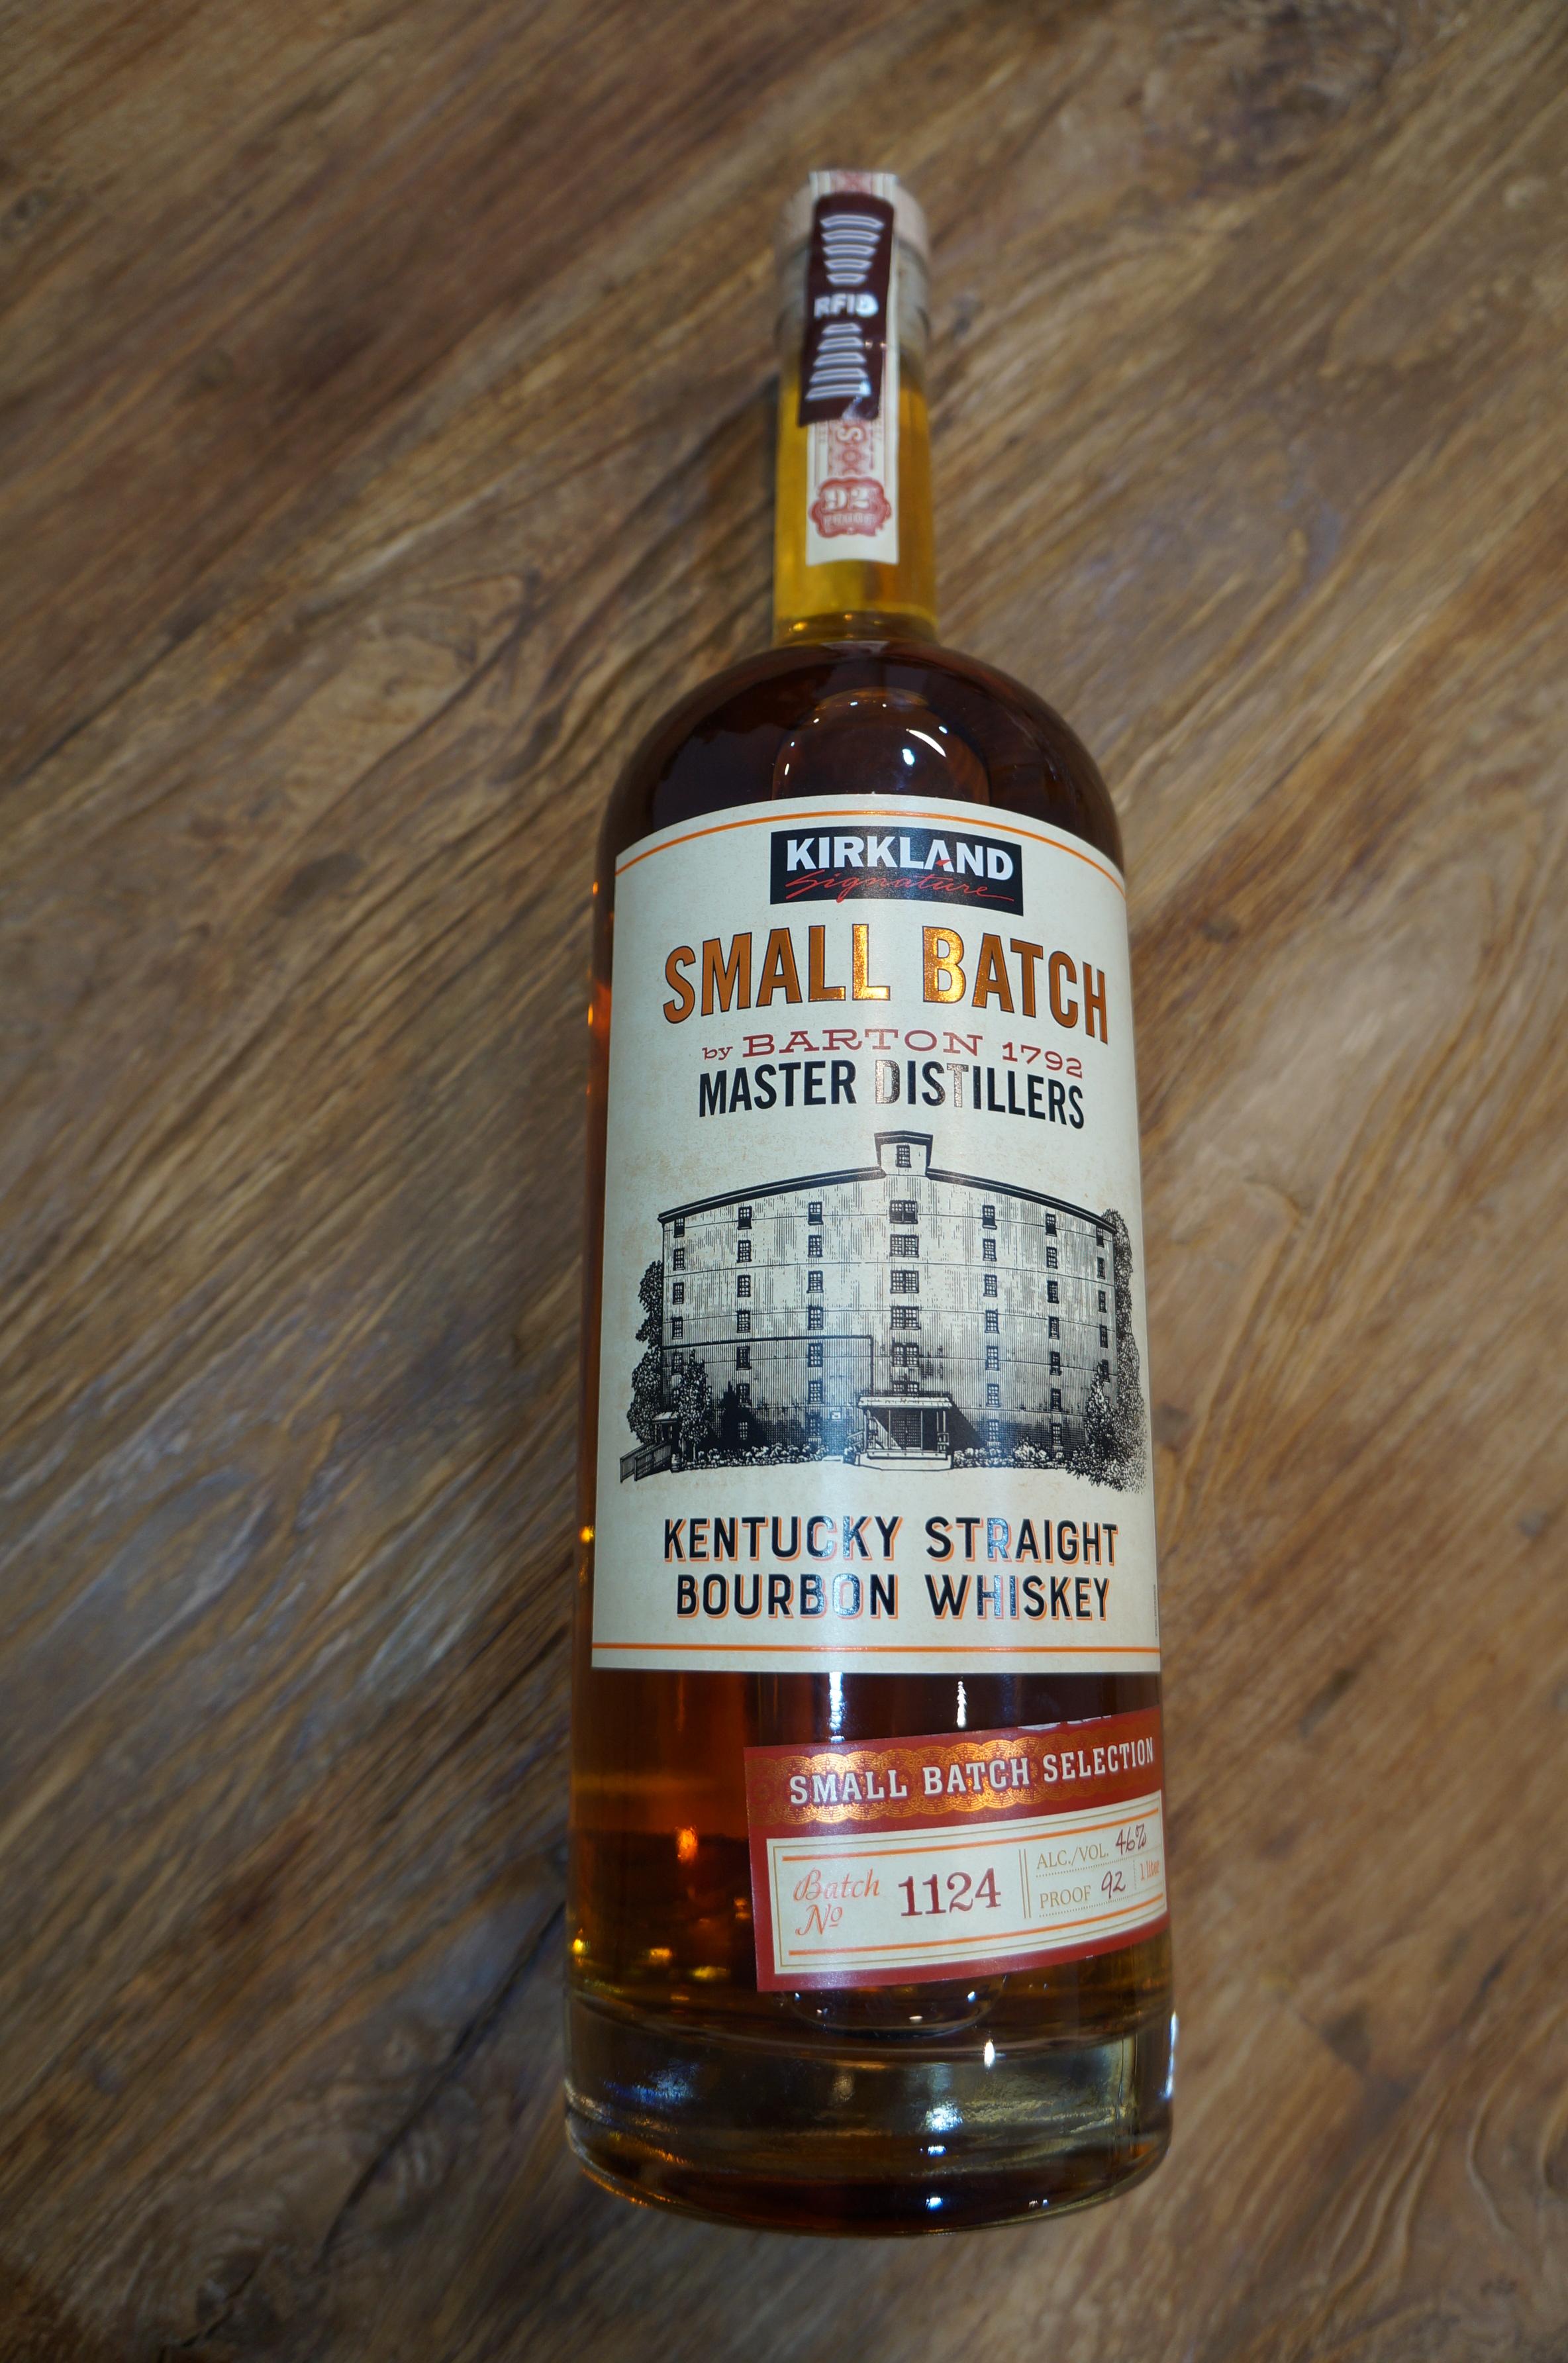 RFID
92
PROOF
KIRKLAND
Signature
SMALL BATCH
by BARTON 1792
MASTER DISTILLERS
KENTUCKY STRAIGHT
BOURBON WHISKEY
SMALL BATCH SELECTION
Batch No 1124
ALC./VOL. 46%
PROOF 92 1 liter